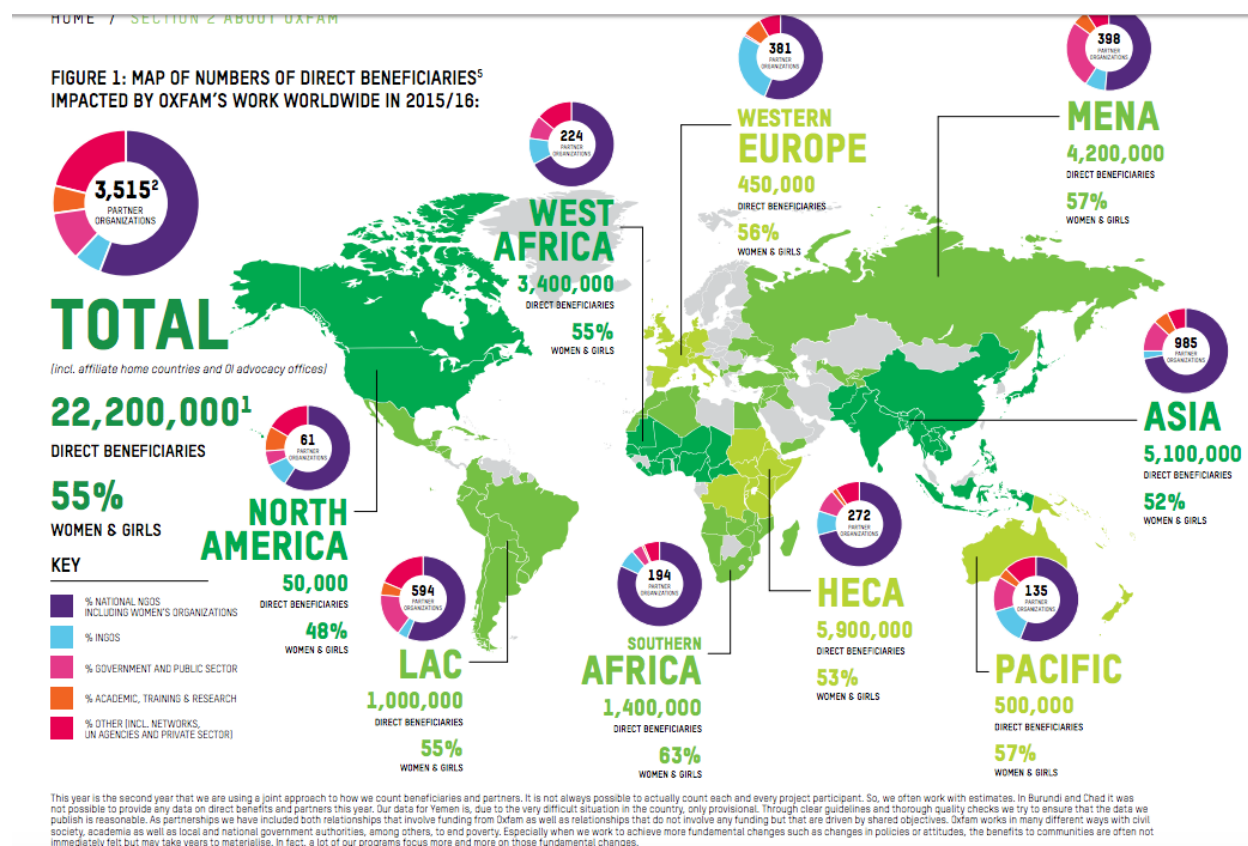 HOME / SECTION 2 ABOUT OXFAM
FIGURE 1: MAP OF NUMBERS OF DIRECT BENEFICIARIES⁵
IMPACTED BY OXFAM'S WORK WORLDWIDE IN 2015/16:
3,515²
PARTNER
ORGANIZATIONS
TOTAL
(incl. affiliate home countries and OI advocacy offices)
22,200,000¹
DIRECT BENEFICIARIES
55%
WOMEN & GIRLS
KEY
% NATIONAL NGOS
INCLUDING WOMEN'S ORGANIZATIONS
% INGOS
% GOVERNMENT AND PUBLIC SECTOR
% ACADEMIC, TRAINING & RESEARCH
% OTHER (INCL. NETWORKS,
UN AGENCIES AND PRIVATE SECTOR)
61
PARTNER
ORGANIZATIONS
NORTH
AMERICA
50,000
DIRECT BENEFICIARIES
48%
WOMEN & GIRLS
594
PARTNER
ORGANIZATIONS
LAC
1,000,000
DIRECT BENEFICIARIES
55%
WOMEN & GIRLS
224
PARTNER
ORGANIZATIONS
WEST
AFRICA
3,400,000
DIRECT BENEFICIARIES
55%
WOMEN & GIRLS
381
PARTNER
ORGANIZATIONS
WESTERN
EUROPE
450,000
DIRECT BENEFICIARIES
56%
WOMEN & GIRLS
398
PARTNER
ORGANIZATIONS
MENA
4,200,000
DIRECT BENEFICIARIES
57%
WOMEN & GIRLS
985
PARTNER
ORGANIZATIONS
ASIA
5,100,000
DIRECT BENEFICIARIES
52%
WOMEN & GIRLS
194
PARTNER
ORGANIZATIONS
SOUTHERN
AFRICA
1,400,000
DIRECT BENEFICIARIES
63%
WOMEN & GIRLS
272
PARTNER
ORGANIZATIONS
HECA
5,900,000
DIRECT BENEFICIARIES
53%
WOMEN & GIRLS
135
PARTNER
ORGANIZATIONS
PACIFIC
500,000
DIRECT BENEFICIARIES
57%
WOMEN & GIRLS
This year is the second year that we are using a joint approach to how we count beneficiaries and partners. It is not always possible to actually count each and every project participant. So, we often work with estimates. In Burundi and Chad it was
not possible to provide any data on direct benefits and partners this year. Our data for Yemen is, due to the very difficult situation in the country, only provisional. Through clear guidelines and thorough quality checks we try to ensure that the data we
publish is reasonable. As partnerships we have included both relationships that involve funding from Oxfam as well as relationships that do not involve any funding but that are driven by shared objectives. Oxfam works in many different ways with civil
society, academia as well as local and national government authorities, among others, to end poverty. Especially when we work to achieve more fundamental changes such as changes in policies or attitudes, the benefits to communities are often not
immediately felt but may take years to materialise. In fact, a lot of our programs focus more and more on those fundamental changes.